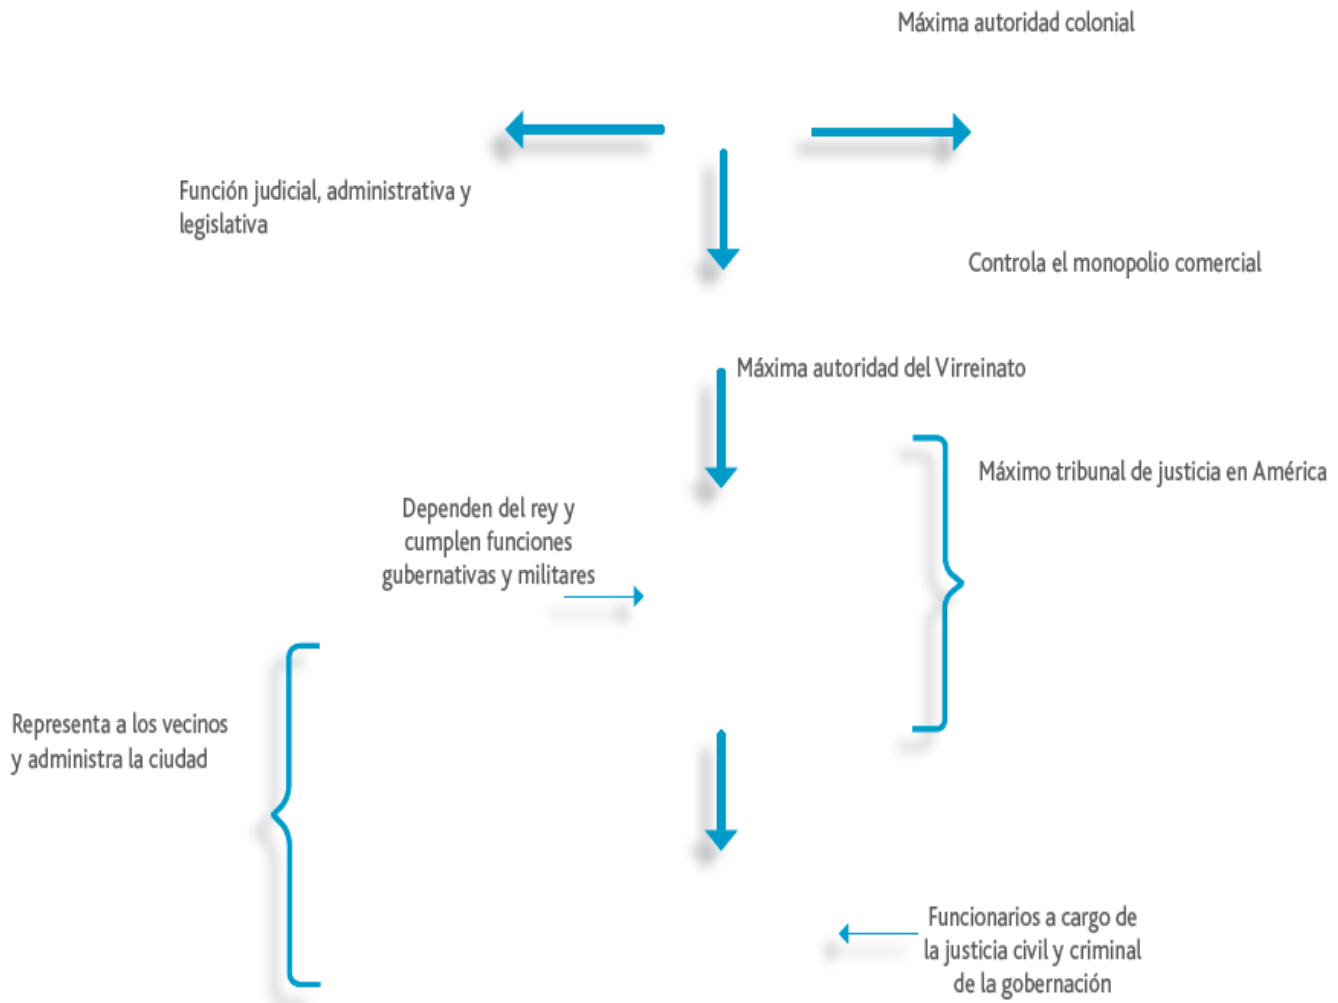 Máxima autoridad colonial
Función judicial, administrativa y
legislativa
Controla el monopolio comercial
Máxima autoridad del Virreinato
Máximo tribunal de justicia en América
Dependen del rey y
cumplen funciones
gubernativas y militares
Representa a los vecinos
y administra la ciudad
Funcionarios a cargo de
la justicia civil y criminal
de la gobernación